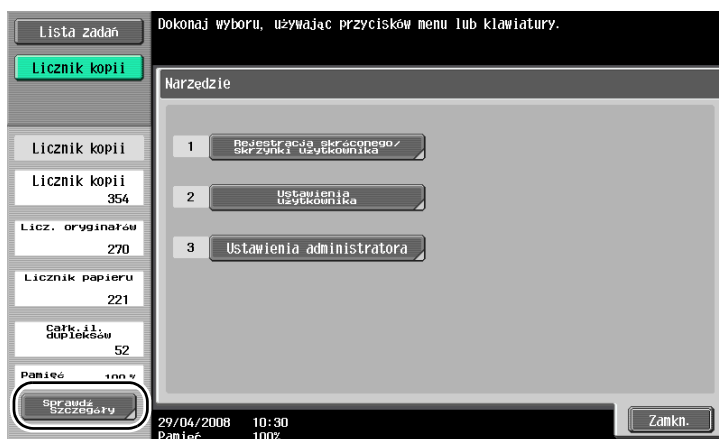 Lista zadań
Dokonaj wyboru, używając przycisków menu lub klawiatury.
Licznik kopii
Narzędzie
Licznik kopii
Licznik kopii
354
Licz. oryginałów
270
Licznik papieru
221
Całk.il.
dupleksów
52
Pamięć 100 %
Sprawdź
Szczegóły
1 Rejestracja skróconego/
skrzynki użytkownika
2 Ustawienia
użytkownika
3 Ustawienia administratora
29/04/2008 10:30
Pamięć 100%
Zamkn.